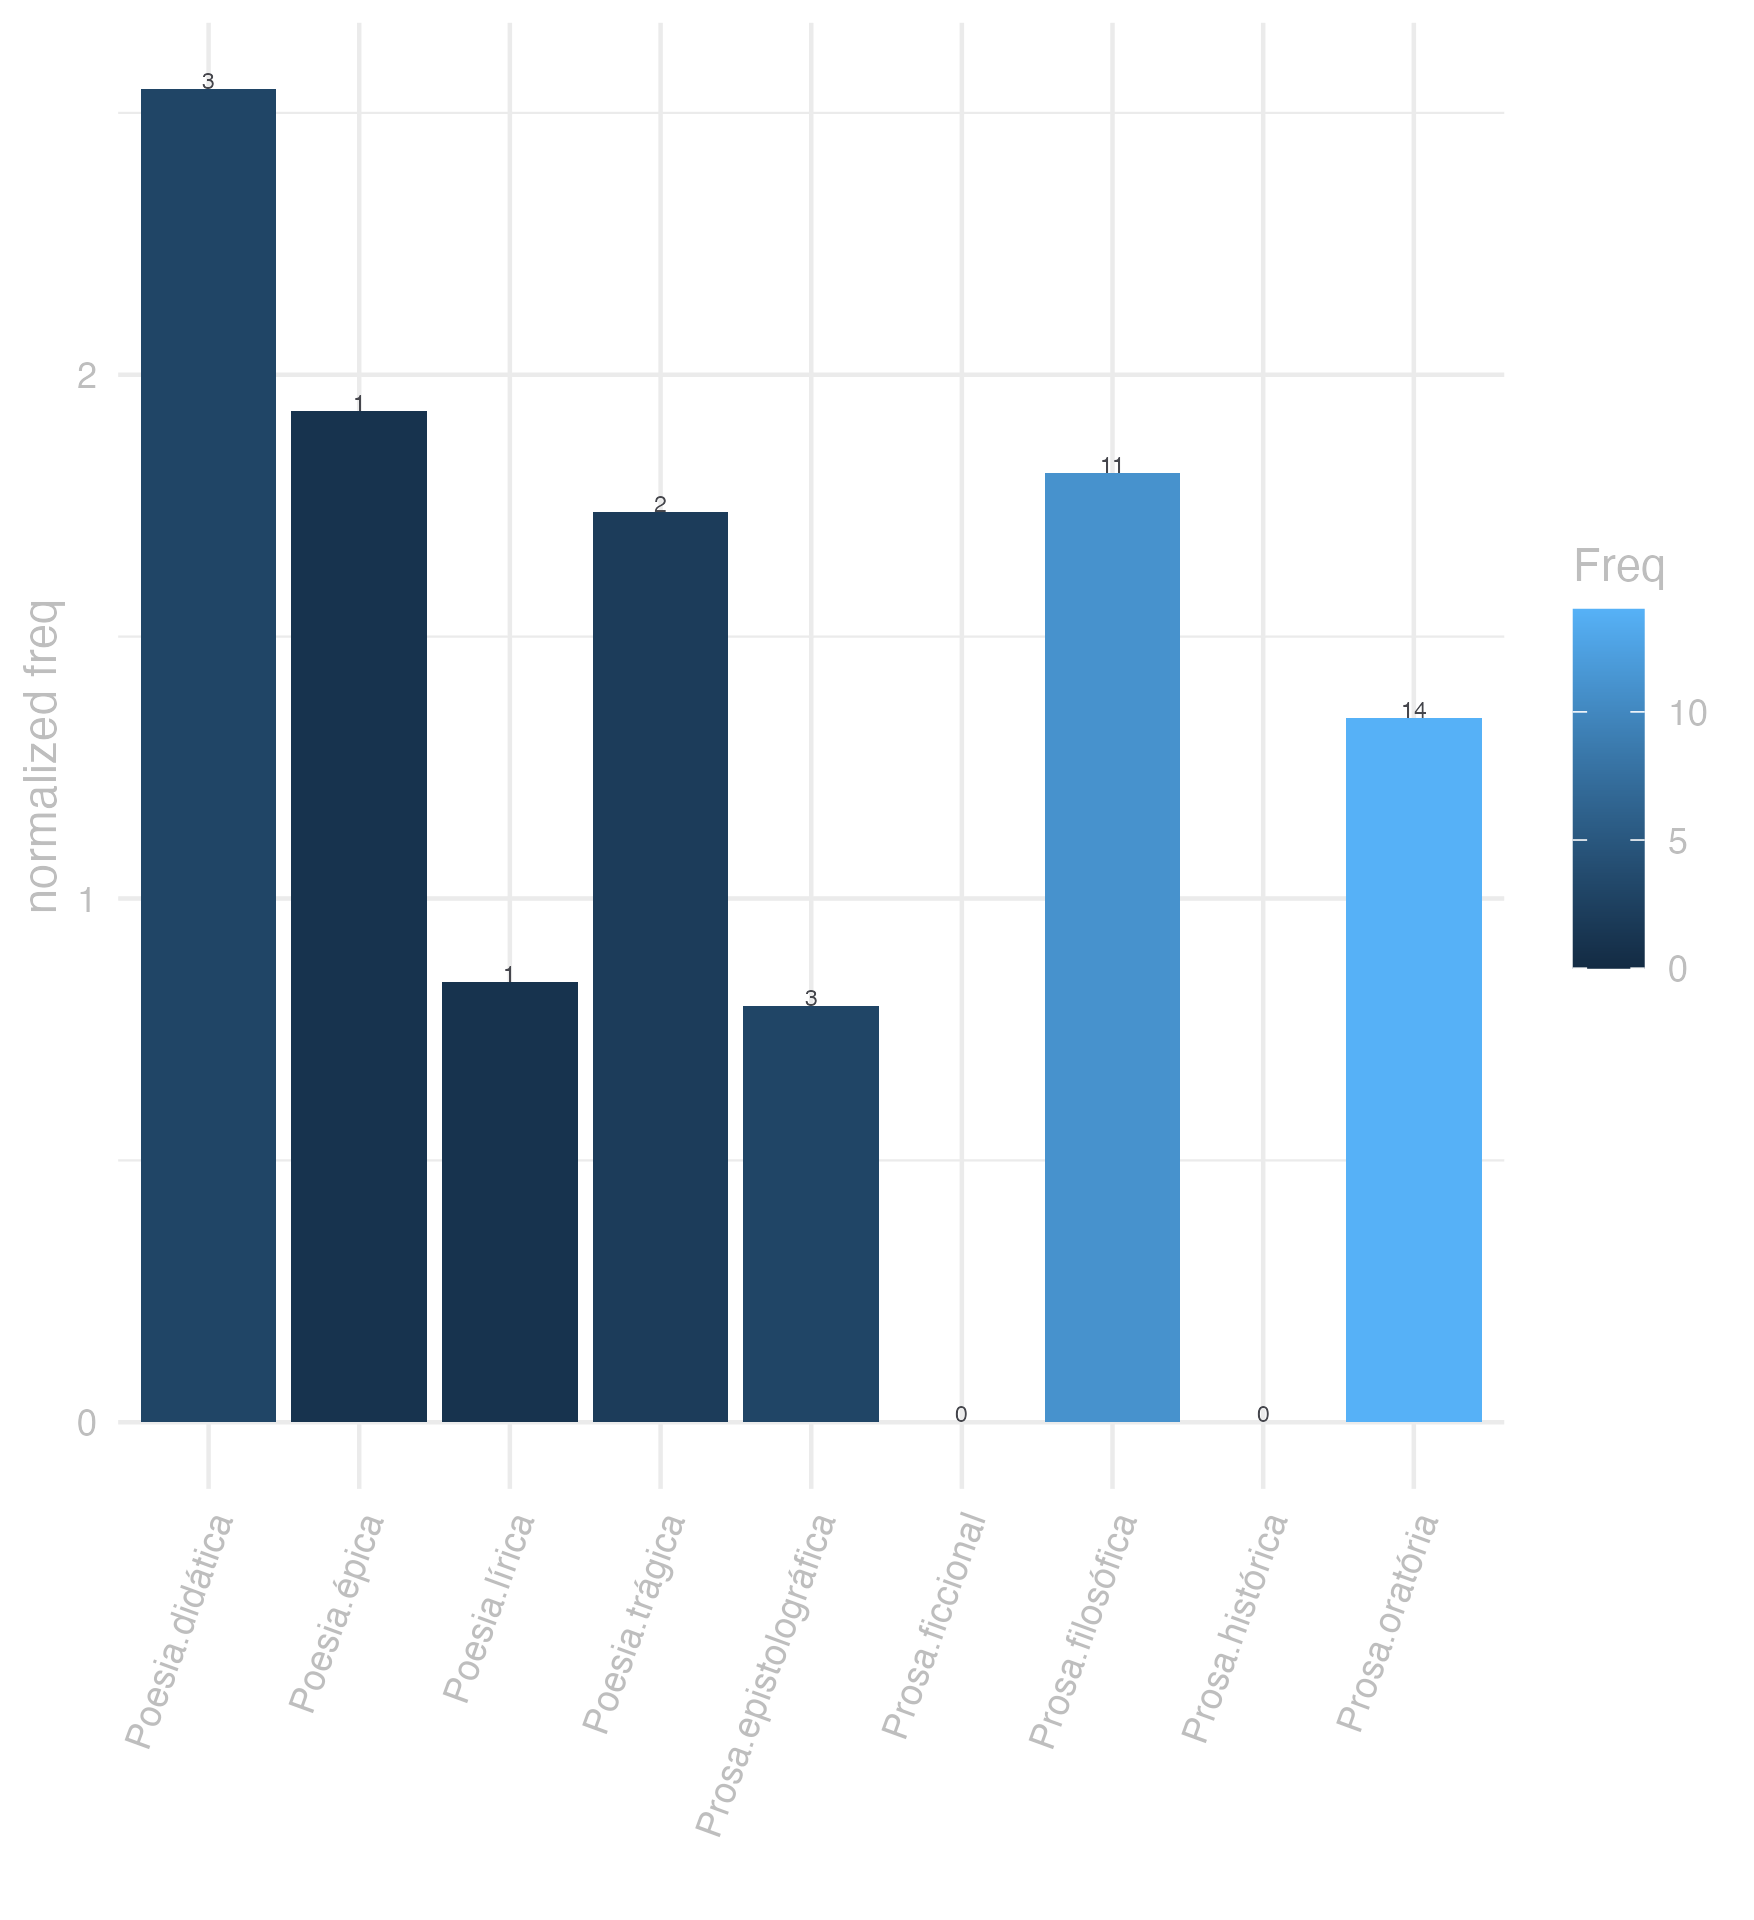 normalized freq
2
1
0
3
1
1
2
3
0
11
0
14
Poesia.didática
Poesia.épica
Poesia.lírica
Poesia.trágica
Prosa.epistolográfica
Prosa.ficcional
Prosa.filosófica
Prosa.histórica
Prosa.oratória
Freq
10
5
0